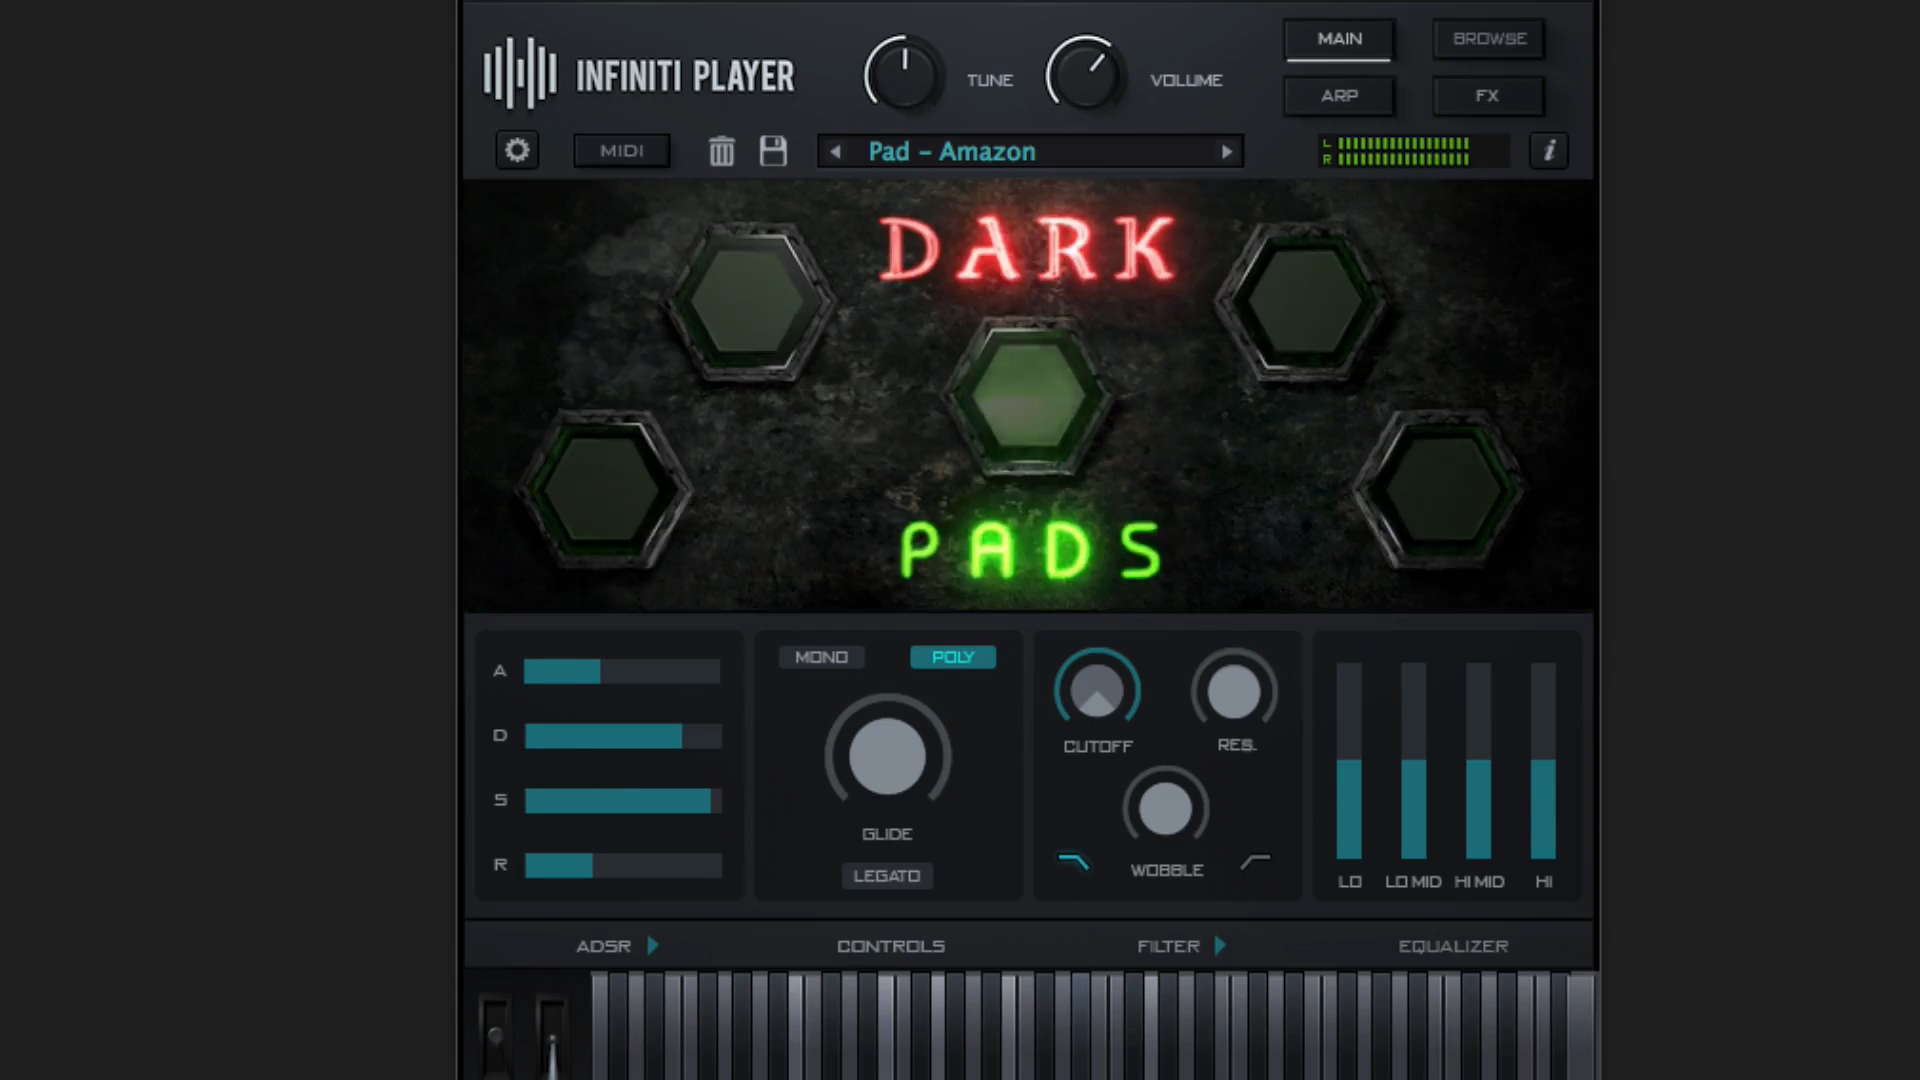 INFINITI PLAYER
TUNE
VOLUME
MAIN
BROWSE
ARP
FX
MIDI
Pad – Amazon
L
R
i
DARK
PADS
A
D
S
R
MONO
POLY
GLIDE
LEGATO
CUTOFF
RES.
WOBBLE
LO
LO MID
HI MID
HI
ADSR
CONTROLS
FILTER
EQUALIZER